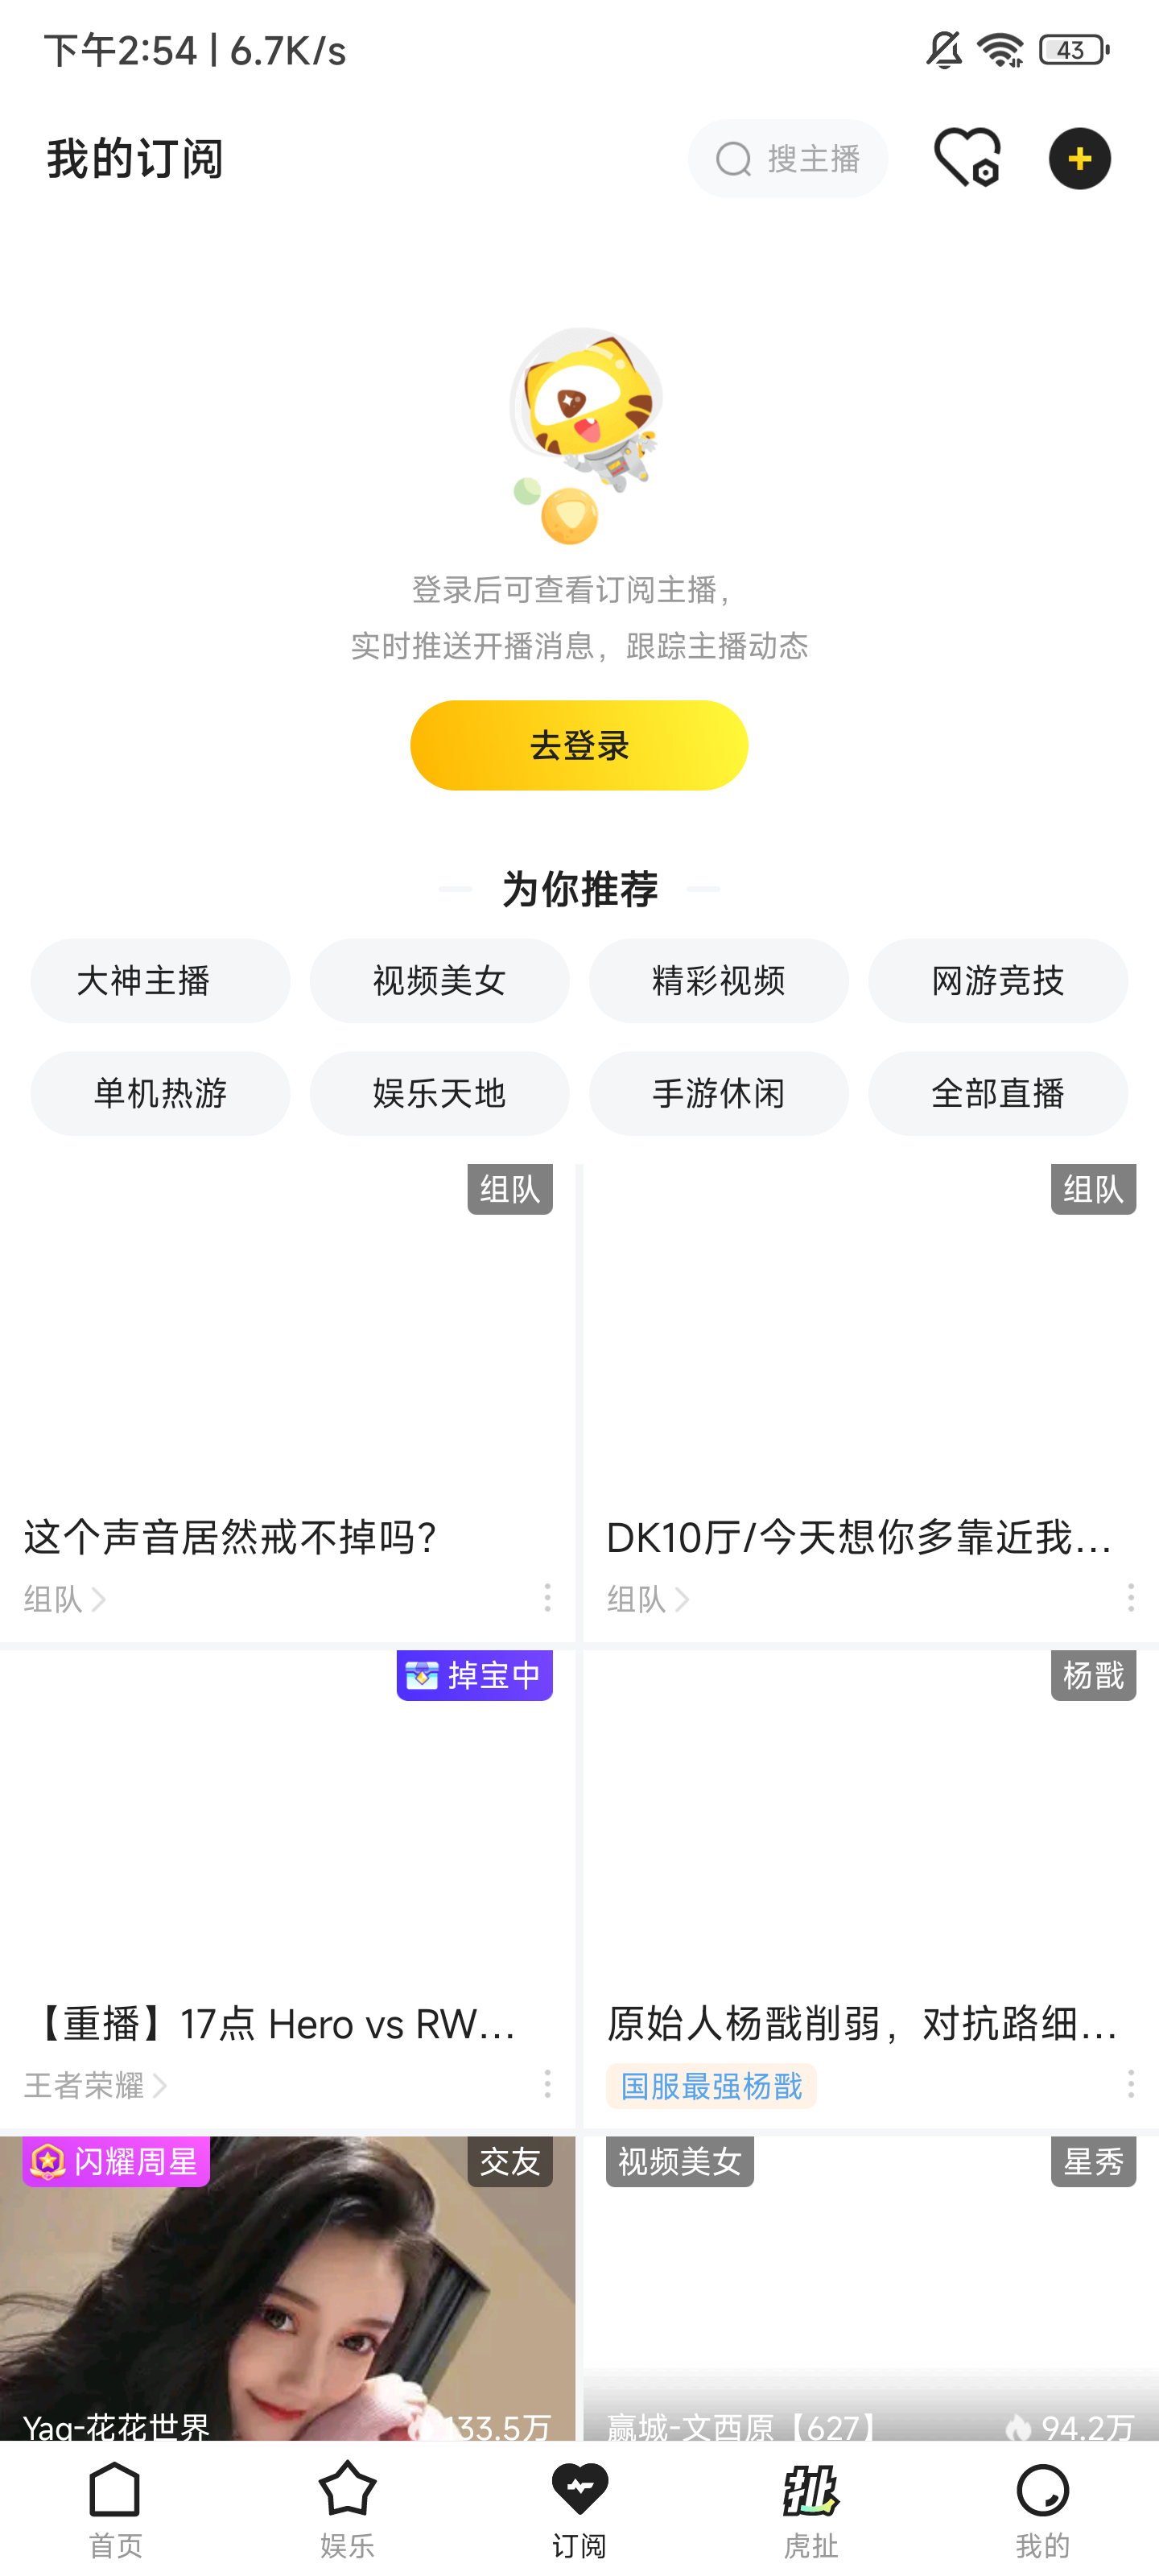 下午2:54 | 6.7K/s
43
我的订阅
搜主播
登录后可查看订阅主播，
实时推送开播消息，跟踪主播动态
去登录
为你推荐
大神主播 视频美女 精彩视频 网游竞技
单机热游 娱乐天地 手游休闲 全部直播
组队
这个声音居然戒不掉吗？
组队
组队
DK10厅/今天想你多靠近我...
组队
掉宝中
【重播】17点 Hero vs RW...
王者荣耀
杨戬
原始人杨戬削弱，对抗路细...
国服最强杨戬
闪耀周星 交友
Yaq-花花世界 133.5万
视频美女 星秀
赢城-文西原【627】 94.2万
首页 娱乐 订阅 虎扯 我的